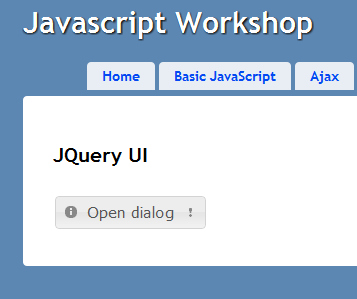 Javascript Workshop
Home Basic JavaScript Ajax
JQuery UI
Open dialog